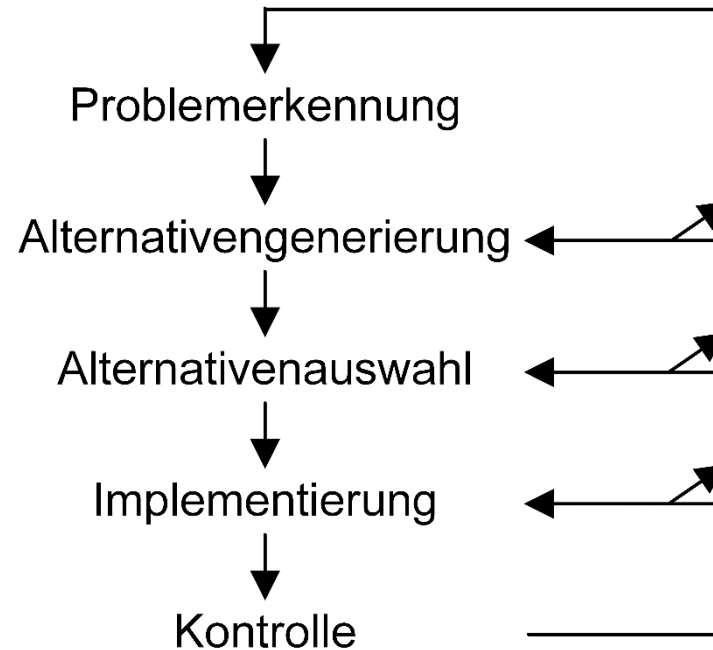 Problemerkennung
Alternativengenerierung
Alternativenauswahl
Implementierung
Kontrolle